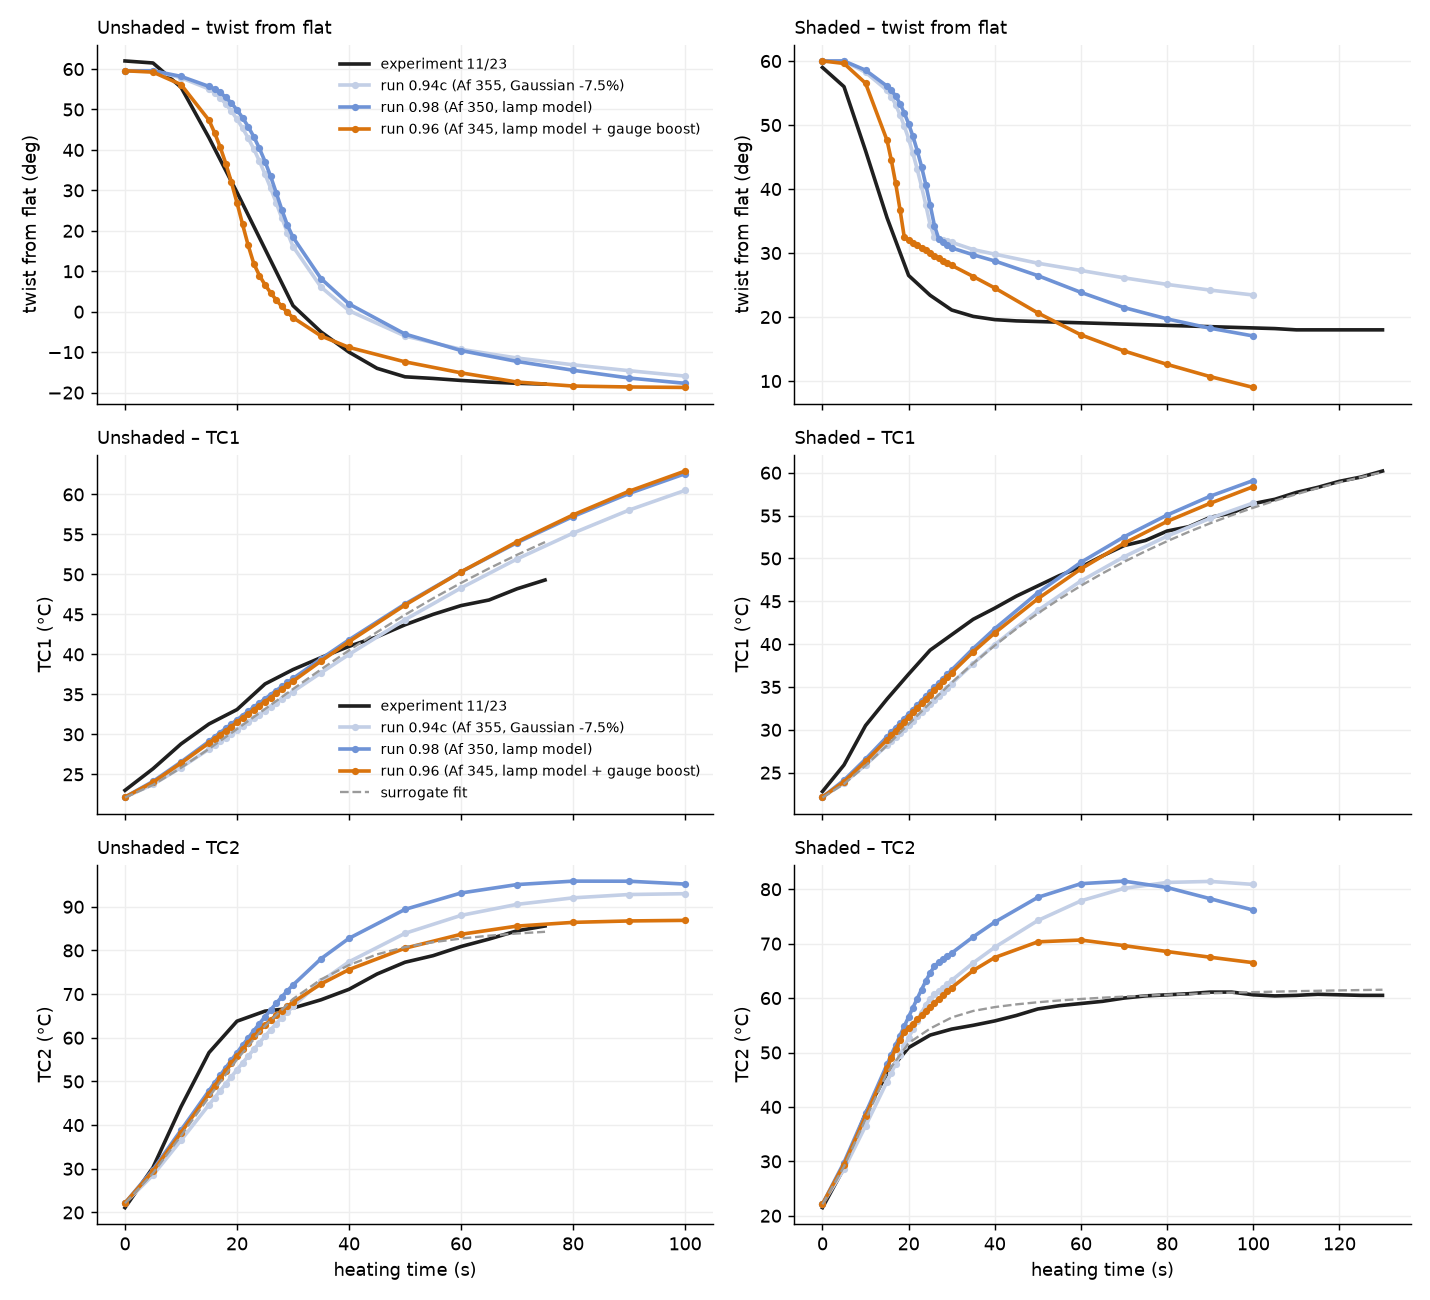 Unshaded – twist from flat
twist from flat (deg)
60
50
40
30
20
10
0
−10
−20
experiment 11/23
run 0.94c (Af 355, Gaussian -7.5%)
run 0.98 (Af 350, lamp model)
run 0.96 (Af 345, lamp model + gauge boost)
Shaded – twist from flat
twist from flat (deg)
60
50
40
30
20
10
Unshaded – TC1
TC1 (°C)
60
55
50
45
40
35
30
25
experiment 11/23
run 0.94c (Af 355, Gaussian -7.5%)
run 0.98 (Af 350, lamp model)
run 0.96 (Af 345, lamp model + gauge boost)
surrogate fit
Shaded – TC1
TC1 (°C)
60
55
50
45
40
35
30
25
Unshaded – TC2
TC2 (°C)
90
80
70
60
50
40
30
20
0 20 40 60 80 100
heating time (s)
Shaded – TC2
TC2 (°C)
80
70
60
50
40
30
20
0 20 40 60 80 100 120
heating time (s)